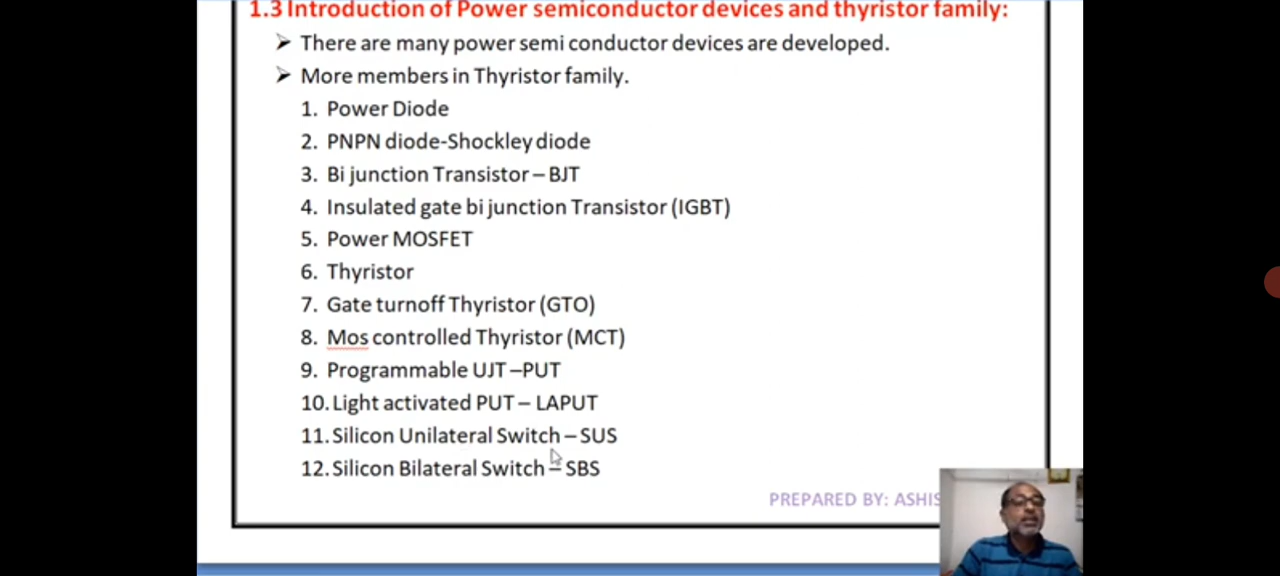 1.3 Introduction of Power semiconductor devices and thyristor family:
➢ There are many power semi conductor devices are developed.
➢ More members in Thyristor family.
1. Power Diode
2. PNPN diode-Shockley diode
3. Bi junction Transistor – BJT
4. Insulated gate bi junction Transistor (IGBT)
5. Power MOSFET
6. Thyristor
7. Gate turnoff Thyristor (GTO)
8. Mos controlled Thyristor (MCT)
9. Programmable UJT –PUT
10. Light activated PUT – LAPUT
11. Silicon Unilateral Switch – SUS
12. Silicon Bilateral Switch – SBS
PREPARED BY: ASHIS